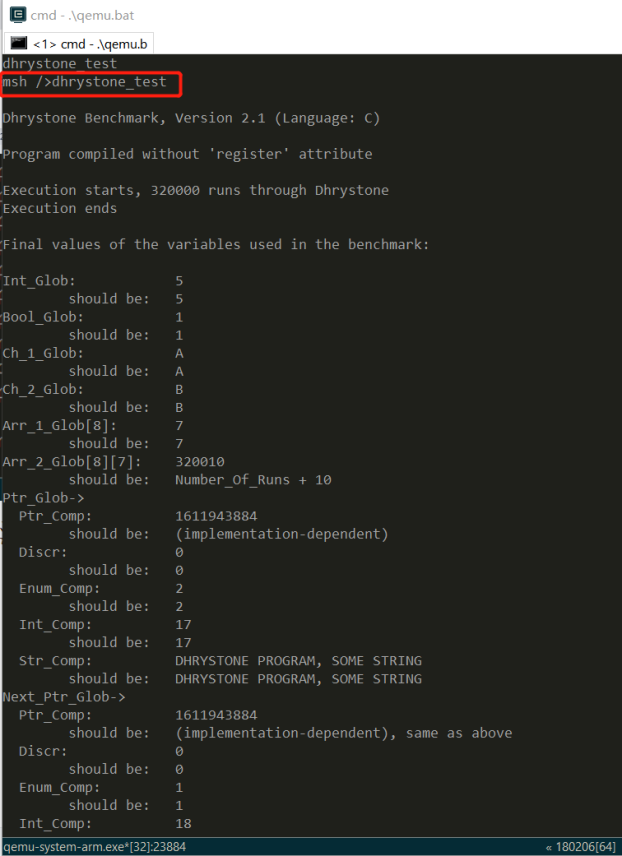 cmd - .\qemu.bat
<1> cmd - .\qemu.b
dhrystone_test
msh />dhrystone_test
Dhrystone Benchmark, Version 2.1 (Language: C)
Program compiled without 'register' attribute
Execution starts, 320000 runs through Dhrystone
Execution ends
Final values of the variables used in the benchmark:
Int_Glob: 5
should be: 5
Bool_Glob: 1
should be: 1
Ch_1_Glob: A
should be: A
Ch_2_Glob: B
should be: B
Arr_1_Glob[8]: 7
should be: 7
Arr_2_Glob[8][7]: 320010
should be: Number_Of_Runs + 10
Ptr_Glob->
Ptr_Comp: 1611943884
should be: (implementation-dependent)
Discr: 0
should be: 0
Enum_Comp: 2
should be: 2
Int_Comp: 17
should be: 17
Str_Comp: DHRYSTONE PROGRAM, SOME STRING
should be: DHRYSTONE PROGRAM, SOME STRING
Next_Ptr_Glob->
Ptr_Comp: 1611943884
should be: (implementation-dependent), same as above
Discr: 0
should be: 0
Enum_Comp: 1
should be: 1
Int_Comp: 18
qemu-system-arm.exe*[32]:23884 « 180206[64]